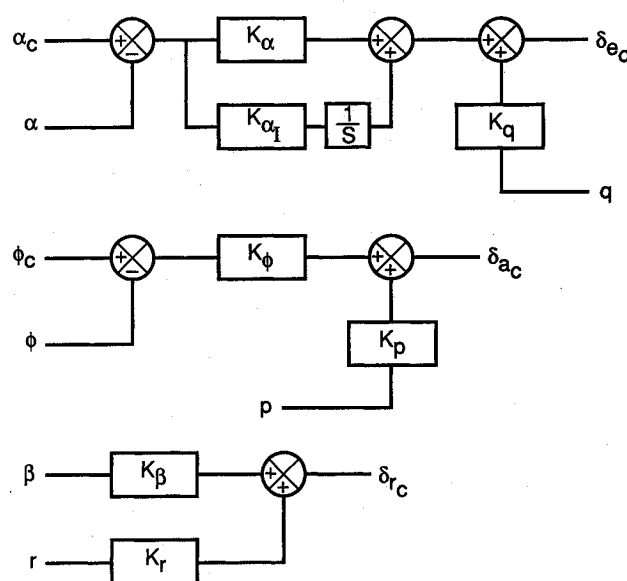 α_c + − K_α + + + + δ_e_c
α K_α_I 1/S K_q
q
φ_c + − K_φ + + δ_a_c
φ K_p
p
β K_β + + δ_r_c
r K_r